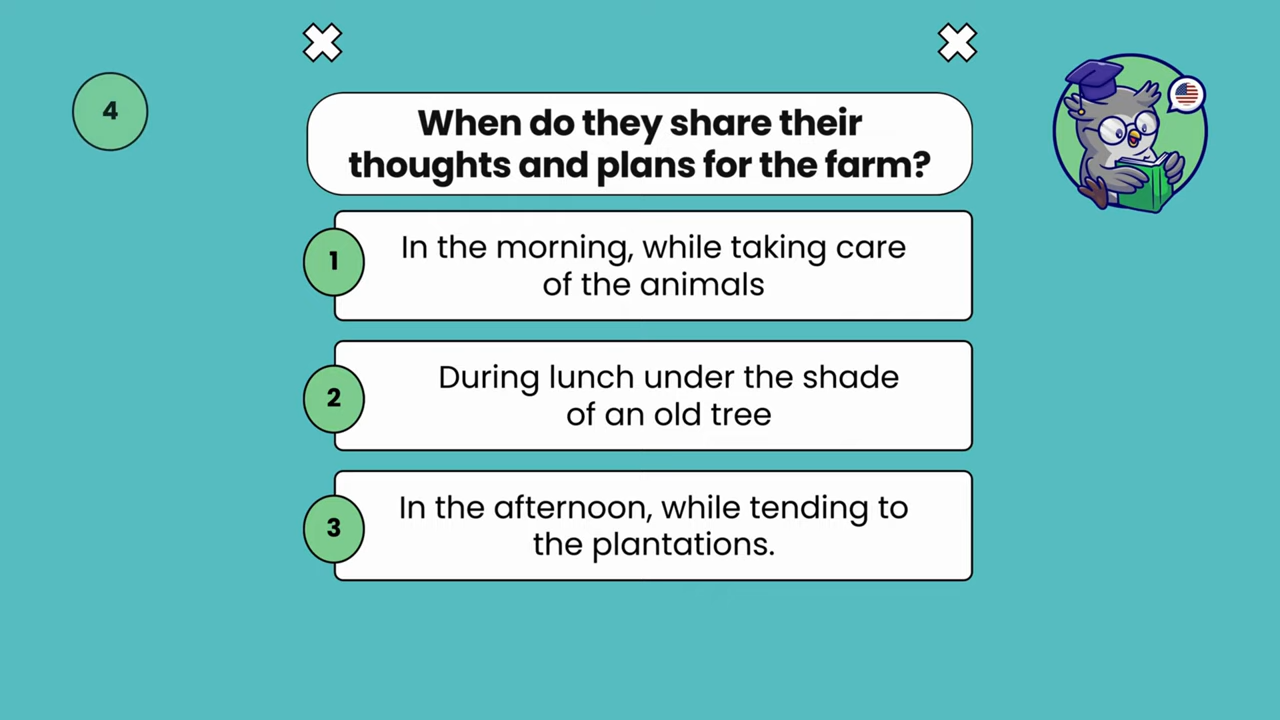 4
When do they share their
thoughts and plans for the farm?
1
In the morning, while taking care
of the animals
2
During lunch under the shade
of an old tree
3
In the afternoon, while tending to
the plantations.